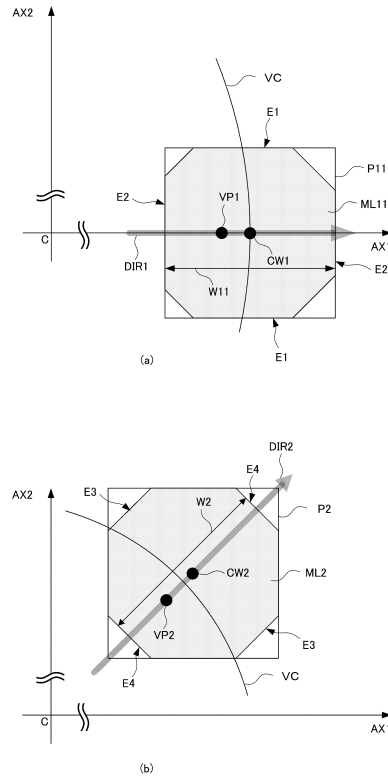 AX2
VC
E1
P11
E2
VP1
ML11
C
AX1
DIR1
CW1
E2
W11
E1
(a)
DIR2
E4
AX2
E3
W2
P2
CW2
ML2
VP2
E3
E4
VC
C
AX1
(b)